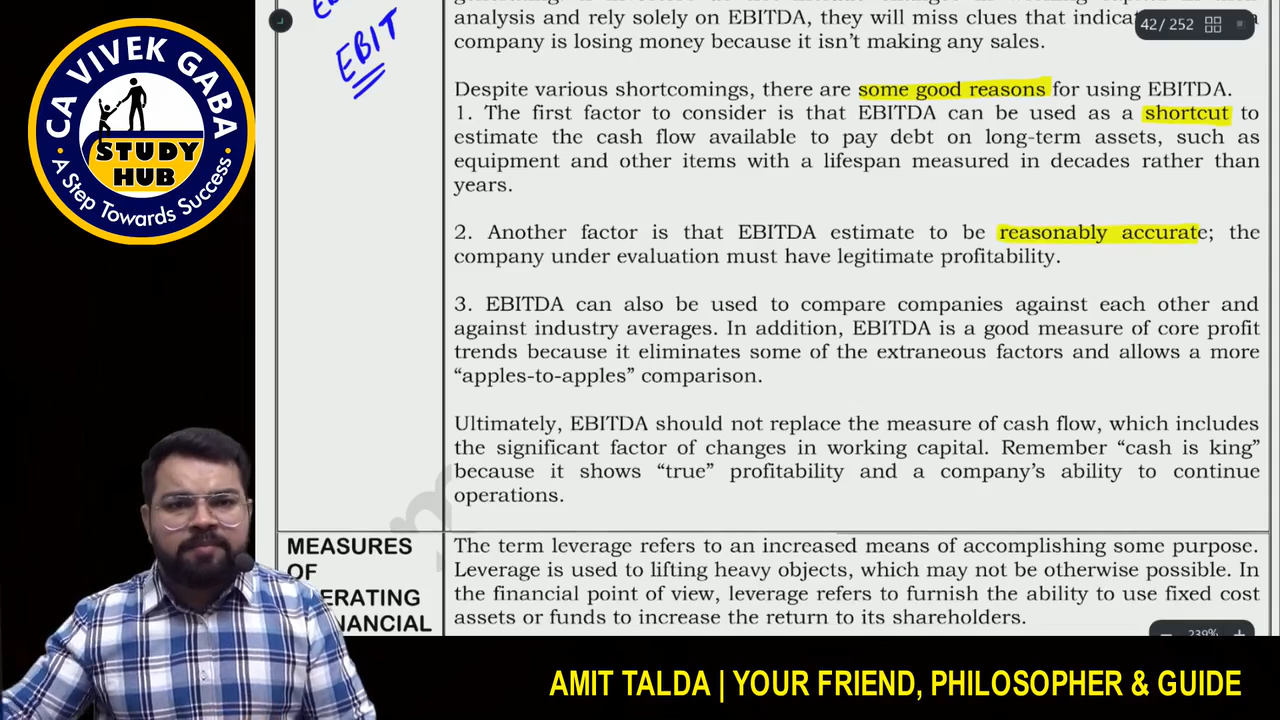 CA VIVEK GABA
STUDY
HUB
· A Step Towards Success ·
EBIT
42 / 252
analysis and rely solely on EBITDA, they will miss clues that indicat
company is losing money because it isn't making any sales.
Despite various shortcomings, there are some good reasons for using EBITDA.
1. The first factor to consider is that EBITDA can be used as a shortcut to
estimate the cash flow available to pay debt on long-term assets, such as
equipment and other items with a lifespan measured in decades rather than
years.
2. Another factor is that EBITDA estimate to be reasonably accurate; the
company under evaluation must have legitimate profitability.
3. EBITDA can also be used to compare companies against each other and
against industry averages. In addition, EBITDA is a good measure of core profit
trends because it eliminates some of the extraneous factors and allows a more
“apples-to-apples” comparison.
Ultimately, EBITDA should not replace the measure of cash flow, which includes
the significant factor of changes in working capital. Remember “cash is king”
because it shows “true” profitability and a company's ability to continue
operations.
MEASURES
OF
ERATING
NANCIAL
The term leverage refers to an increased means of accomplishing some purpose.
Leverage is used to lifting heavy objects, which may not be otherwise possible. In
the financial point of view, leverage refers to furnish the ability to use fixed cost
assets or funds to increase the return to its shareholders.
239%
AMIT TALDA | YOUR FRIEND, PHILOSOPHER & GUIDE